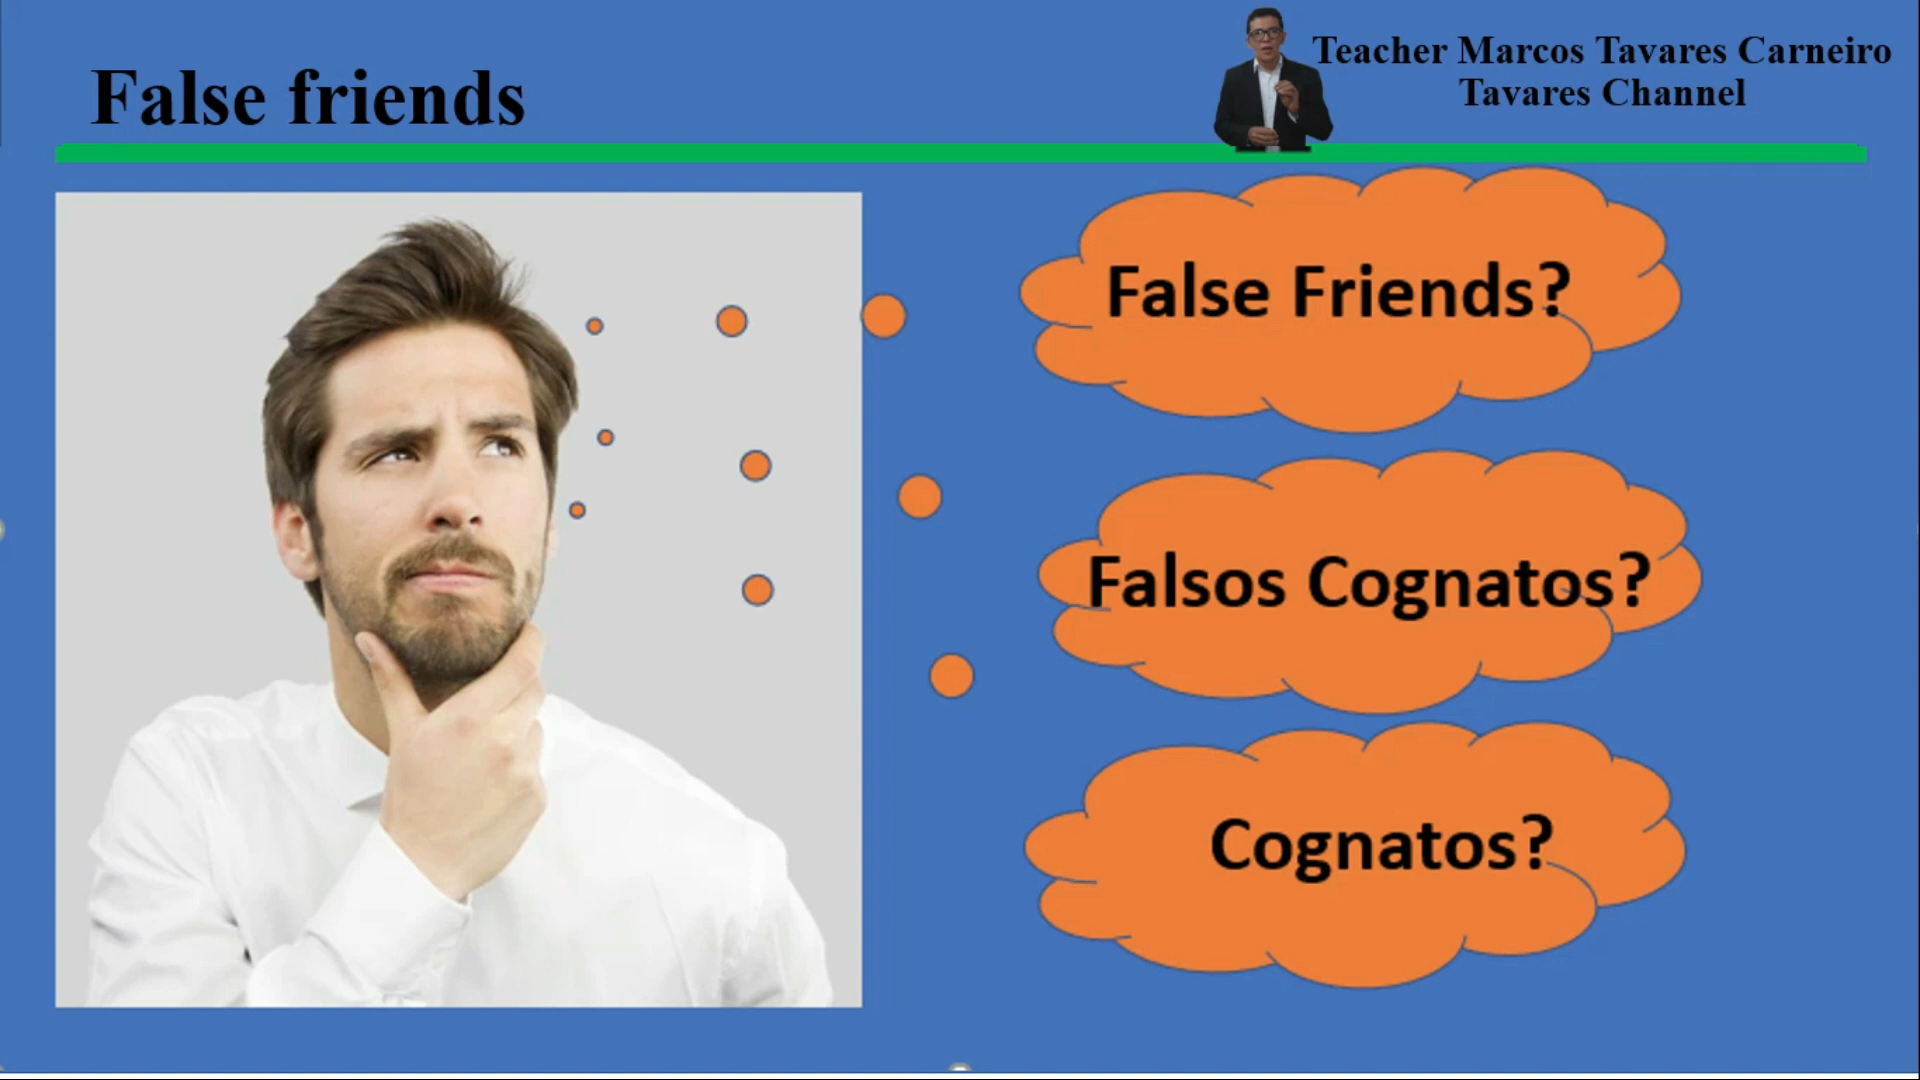 False friends
Teacher Marcos Tavares Carneiro
Tavares Channel
False Friends?
Falsos Cognatos?
Cognatos?